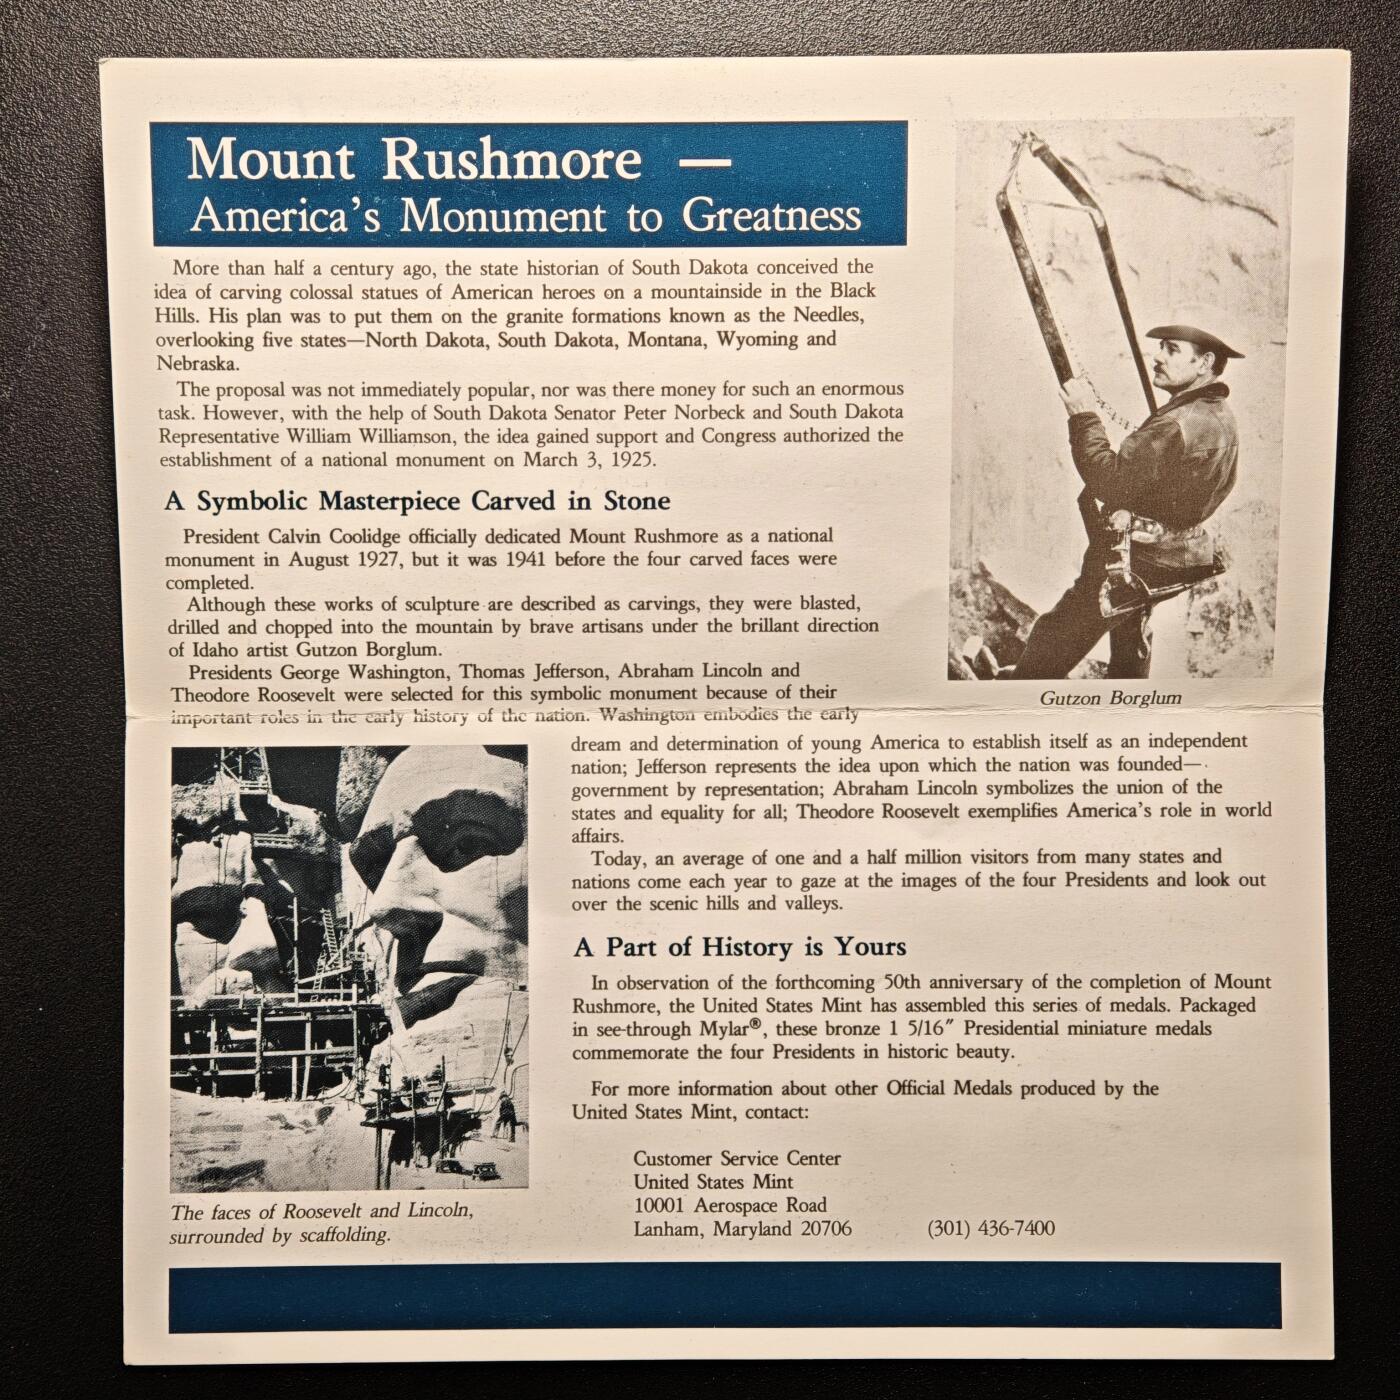 Mount Rushmore —
America's Monument to Greatness
More than half a century ago, the state historian of South Dakota conceived the
idea of carving colossal statues of American heroes on a mountainside in the Black
Hills. His plan was to put them on the granite formations known as the Needles,
overlooking five states—North Dakota, South Dakota, Montana, Wyoming and
Nebraska.
The proposal was not immediately popular, nor was there money for such an enormous
task. However, with the help of South Dakota Senator Peter Norbeck and South Dakota
Representative William Williamson, the idea gained support and Congress authorized the
establishment of a national monument on March 3, 1925.
A Symbolic Masterpiece Carved in Stone
President Calvin Coolidge officially dedicated Mount Rushmore as a national
monument in August 1927, but it was 1941 before the four carved faces were
completed.
Although these works of sculpture are described as carvings, they were blasted,
drilled and chopped into the mountain by brave artisans under the brillant direction
of Idaho artist Gutzon Borglum.
Presidents George Washington, Thomas Jefferson, Abraham Lincoln and
Theodore Roosevelt were selected for this symbolic monument because of their
important roles in the early history of the nation. Washington embodies the early
Gutzon Borglum
dream and determination of young America to establish itself as an independent
nation; Jefferson represents the idea upon which the nation was founded—
government by representation; Abraham Lincoln symbolizes the union of the
states and equality for all; Theodore Roosevelt exemplifies America's role in world
affairs.
Today, an average of one and a half million visitors from many states and
nations come each year to gaze at the images of the four Presidents and look out
over the scenic hills and valleys.
A Part of History is Yours
In observation of the forthcoming 50th anniversary of the completion of Mount
Rushmore, the United States Mint has assembled this series of medals. Packaged
in see-through Mylar®, these bronze 1 5/16" Presidential miniature medals
commemorate the four Presidents in historic beauty.
For more information about other Official Medals produced by the
United States Mint, contact:
Customer Service Center
United States Mint
10001 Aerospace Road
Lanham, Maryland 20706 (301) 436-7400
The faces of Roosevelt and Lincoln,
surrounded by scaffolding.